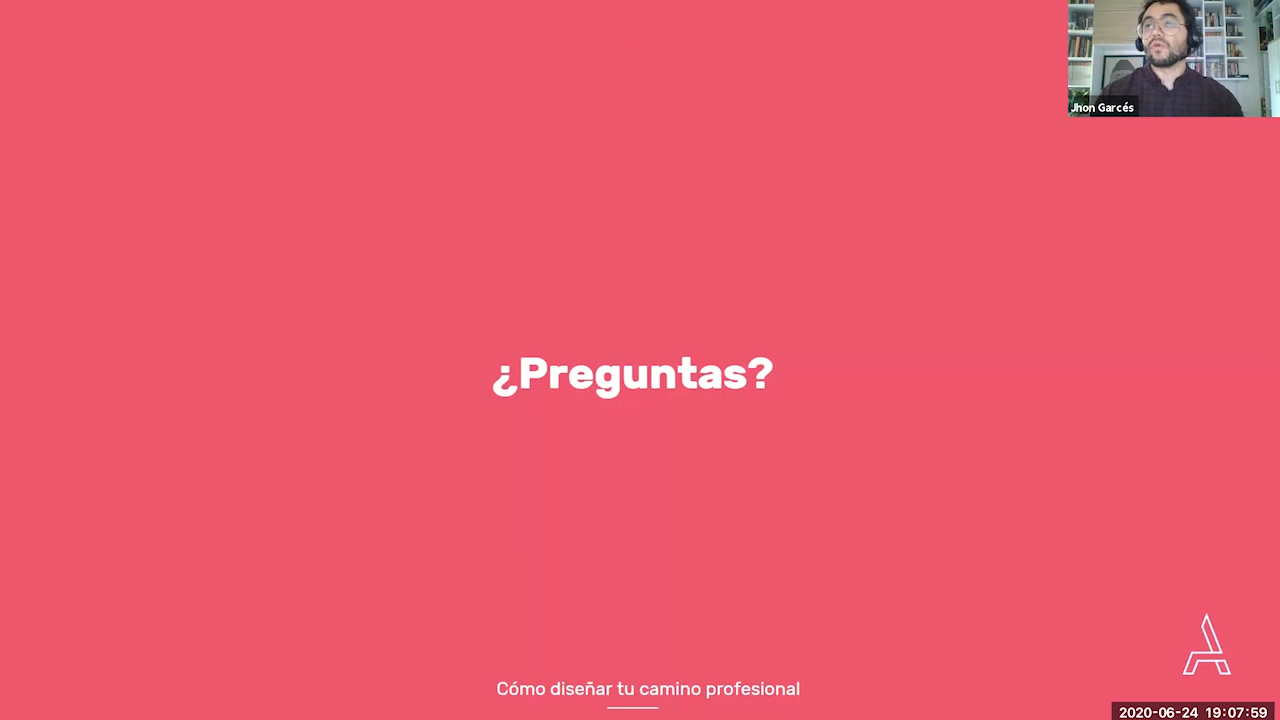 Jhon Garcés
¿Preguntas?
Cómo diseñar tu camino profesional
2020-06-24 19:07:59